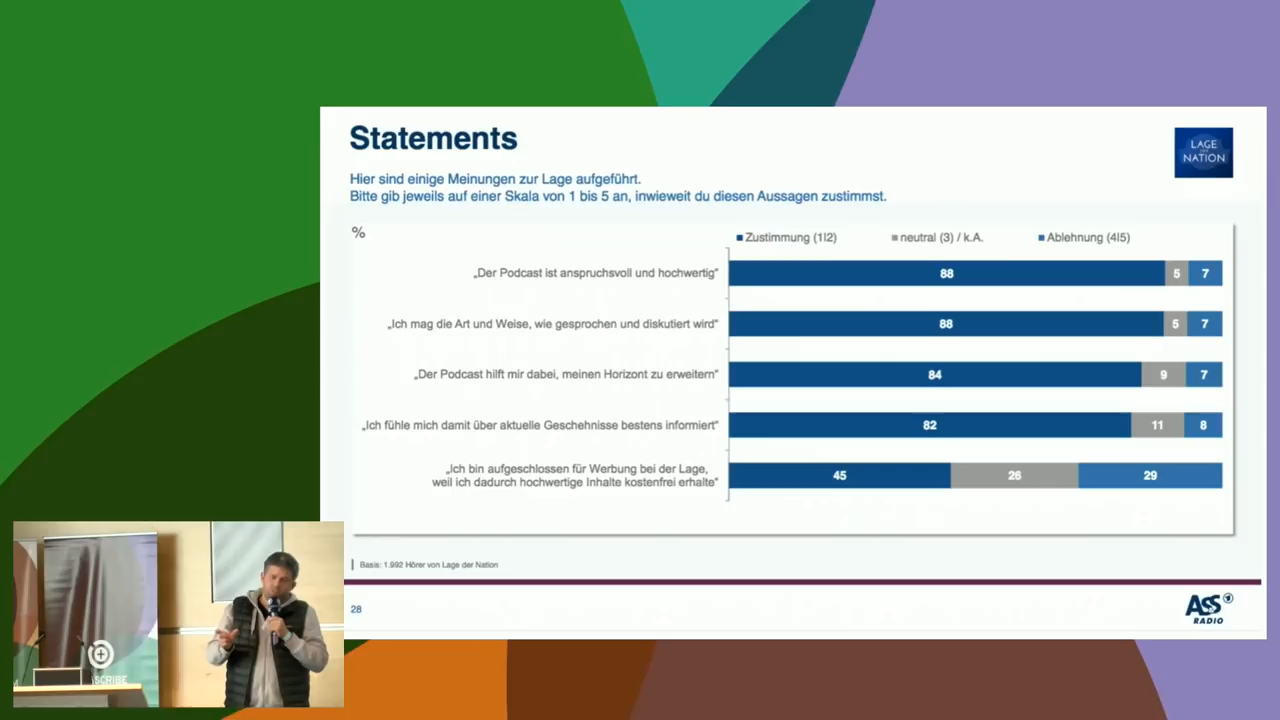 Statements
LAGE
NATION
Hier sind einige Meinungen zur Lage aufgeführt.
Bitte gib jeweils auf einer Skala von 1 bis 5 an, inwieweit du diesen Aussagen zustimmst.
%
Zustimmung (1|2) neutral (3) / k.A. Ablehnung (4|5)
„Der Podcast ist anspruchsvoll und hochwertig“ 88 5 7
„Ich mag die Art und Weise, wie gesprochen und diskutiert wird“ 88 5 7
„Der Podcast hilft mir dabei, meinen Horizont zu erweitern“ 84 9 7
„Ich fühle mich damit über aktuelle Geschehnisse bestens informiert“ 82 11 8
„Ich bin aufgeschlossen für Werbung bei der Lage,
weil ich dadurch hochwertige Inhalte kostenfrei erhalte“ 45 26 29
Basis: 1.992 Hörer von Lage der Nation
28
ASS
RADIO
SCRIBE